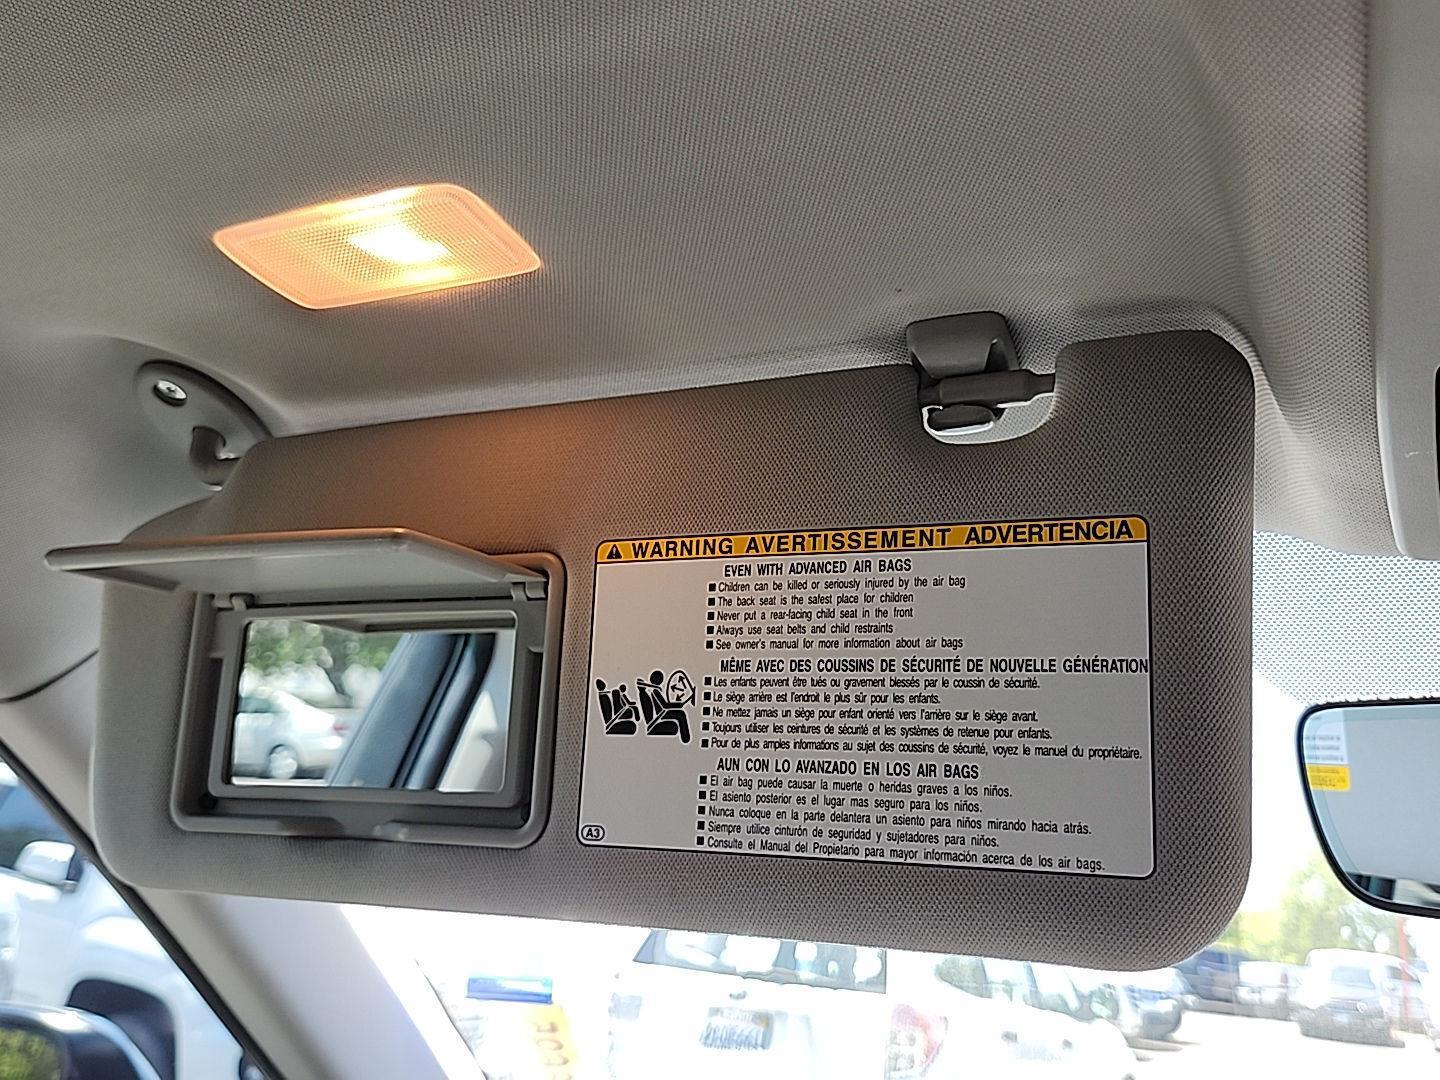 WARNING AVERTISSEMENT ADVERTENCIA
EVEN WITH ADVANCED AIR BAGS
■ Children can be killed or seriously injured by the air bag
■ The back seat is the safest place for children
■ Never put a rear-facing child seat in the front
■ Always use seat belts and child restraints
■ See owner's manual for more information about air bags
MÊME AVEC DES COUSSINS DE SÉCURITÉ DE NOUVELLE GÉNÉRATION
■ Les enfants peuvent être tués ou gravement blessés par le coussin de sécurité.
■ Le siège arrière est l'endroit le plus sûr pour les enfants.
■ Ne mettez jamais un siège pour enfant orienté vers l'arrière sur le siège avant.
■ Toujours utiliser les ceintures de sécurité et les systèmes de retenue pour enfants.
■ Pour de plus amples informations au sujet des coussins de sécurité, voyez le manuel du propriétaire.
AUN CON LO AVANZADO EN LOS AIR BAGS
■ El air bag puede causar la muerte o heridas graves a los niños.
■ El asiento posterior es el lugar mas seguro para los niños.
■ Nunca coloque en la parte delantera un asiento para niños mirando hacia atrás.
■ Siempre utilice cinturón de seguridad y sujetadores para niños.
■ Consulte el Manual del Propietario para mayor información acerca de los air bags.
A3